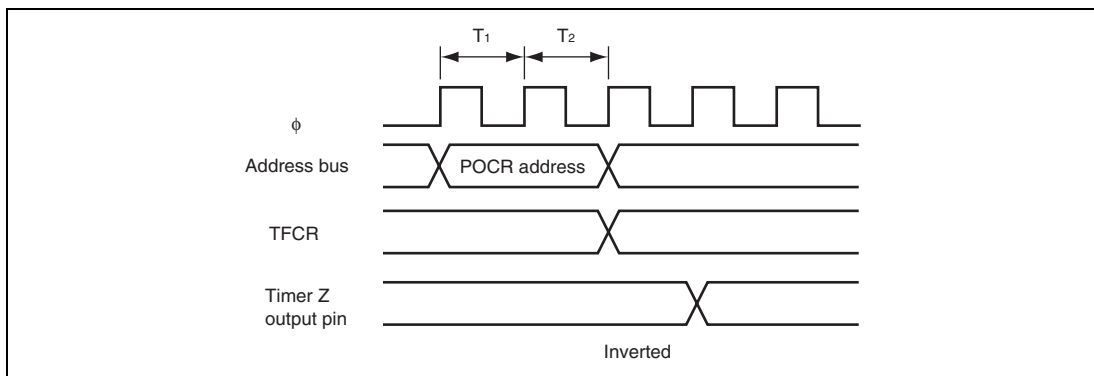 T1 T2
ϕ
Address bus POCR address
TFCR
Timer Z
output pin
Inverted